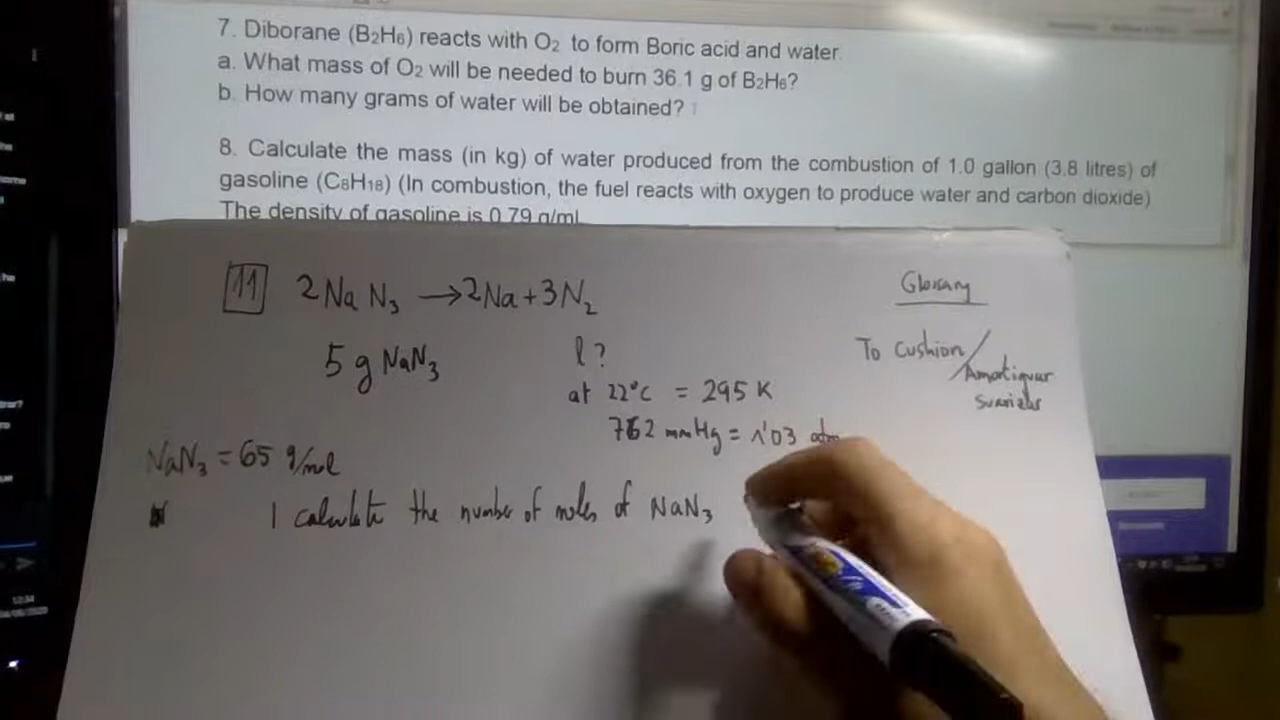 7. Diborane (B₂H₆) reacts with O₂ to form Boric acid and water.
a. What mass of O₂ will be needed to burn 36.1 g of B₂H₆?
b. How many grams of water will be obtained?
8. Calculate the mass (in kg) of water produced from the combustion of 1.0 gallon (3.8 litres) of
gasoline (C₈H₁₈) (In combustion, the fuel reacts with oxygen to produce water and carbon dioxide)
The density of gasoline is 0.79 g/ml
11 2NaN₃ → 2Na + 3N₂
Glossary
5 g NaN₃ l?
To cushion/
Amortiguar
at 22°C = 295 K
762 mmHg = 1'03 atm
NaN₃ = 65 g/mol
I calculate the number of moles of NaN₃